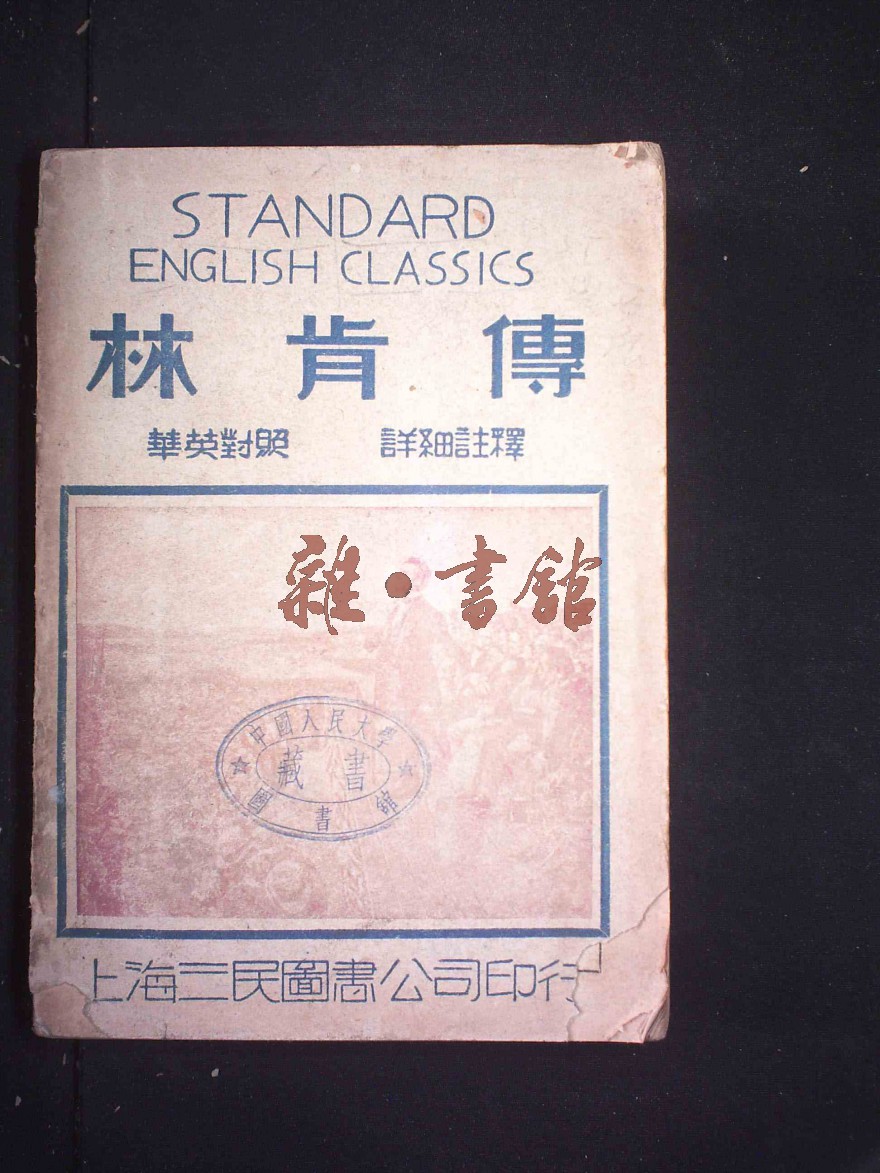 STANDARD
ENGLISH CLASSICS
林肯傳
華英對照 詳細註釋
雜·書館
中國人民大學
藏書
圖書館
上海三民圖書公司印行